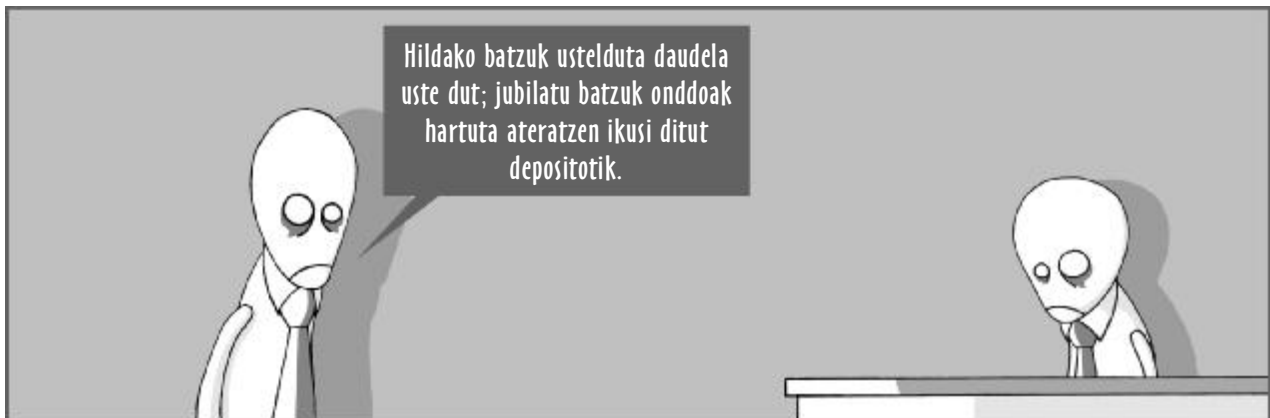 Hildako batzuk ustelduta daudela
uste dut; jubilatu batzuk onddoak
hartuta ateratzen ikusi ditut
depositotik.